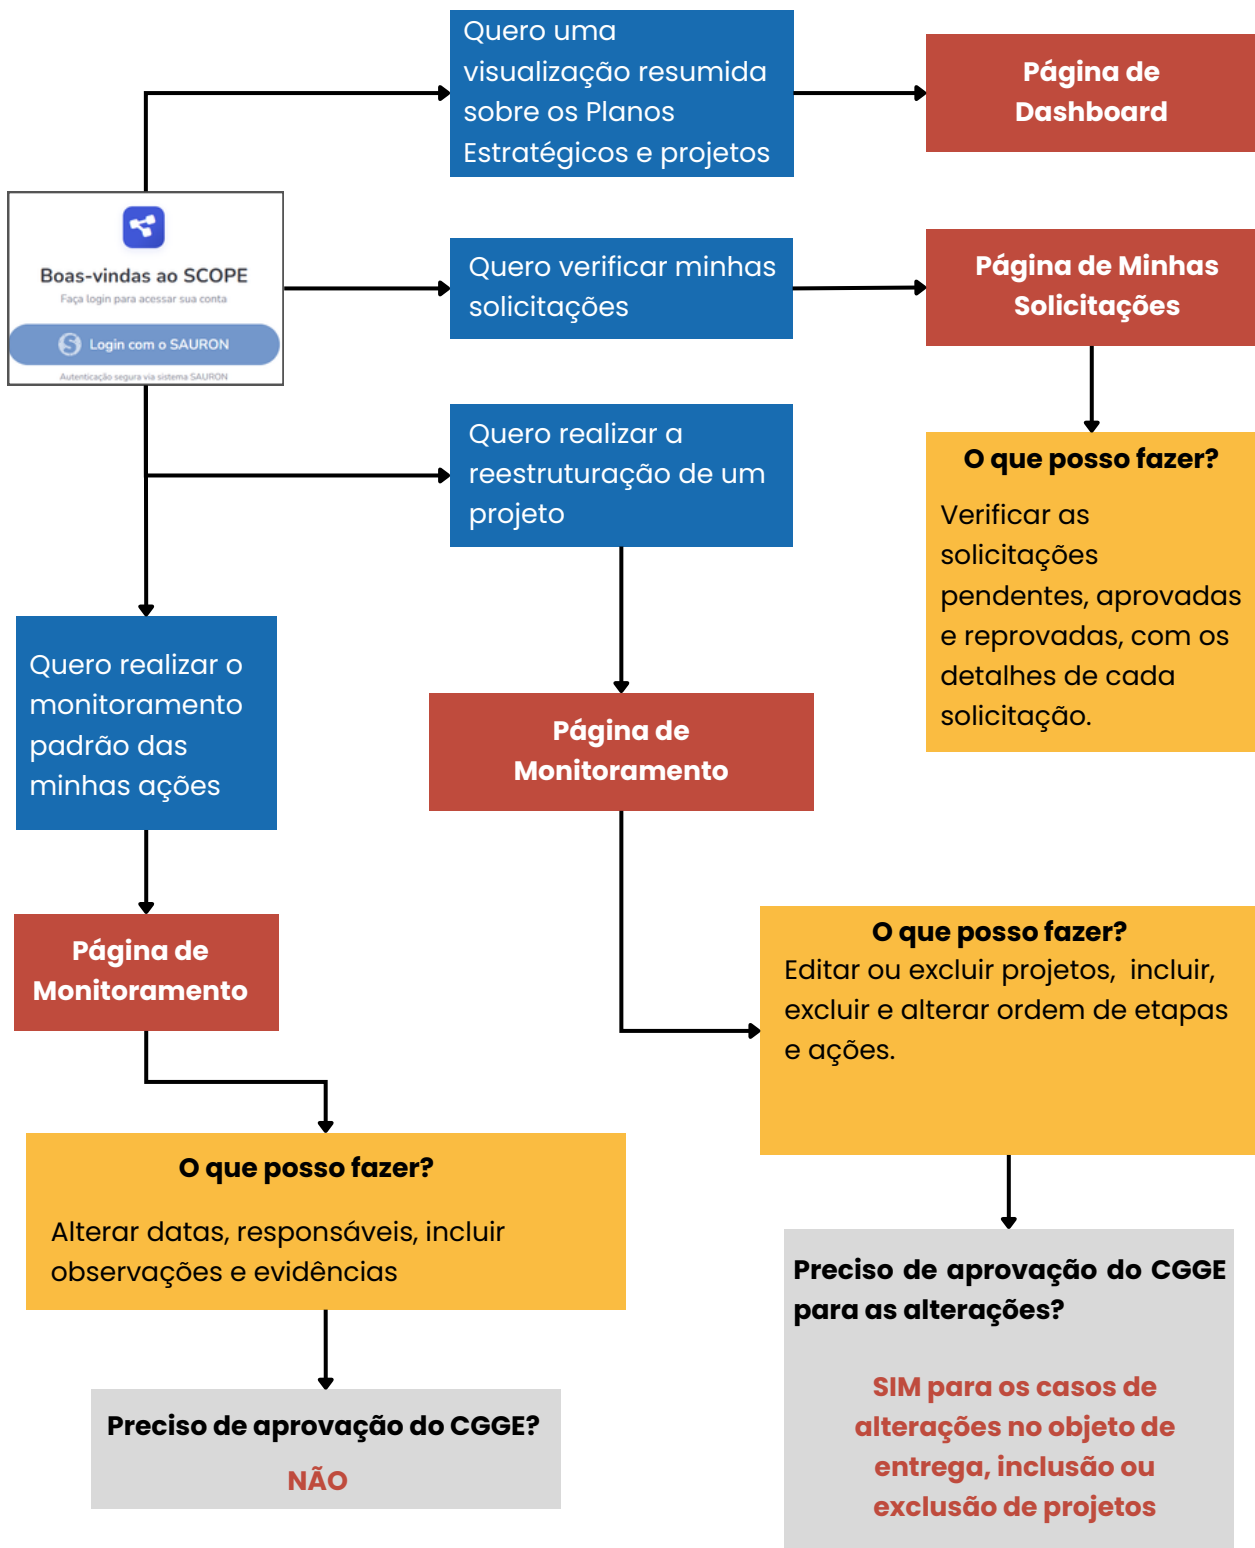 Quero uma
visualização resumida
sobre os Planos
Estratégicos e projetos
Página de
Dashboard
Boas-vindas ao SCOPE
Faça login para acessar sua conta
S Login com o SAURON
Autenticação segura via sistema SAURON
Quero verificar minhas
solicitações
Página de Minhas
Solicitações
Quero realizar a
reestruturação de um
projeto
O que posso fazer?
Verificar as
solicitações
pendentes, aprovadas
e reprovadas, com os
detalhes de cada
solicitação.
Quero realizar o
monitoramento
padrão das
minhas ações
Página de
Monitoramento
Página de
Monitoramento
O que posso fazer?
Editar ou excluir projetos, incluir,
excluir e alterar ordem de etapas
e ações.
O que posso fazer?
Alterar datas, responsáveis, incluir
observações e evidências
Preciso de aprovação do CGGE
para as alterações?
SIM para os casos de
alterações no objeto de
entrega, inclusão ou
exclusão de projetos
Preciso de aprovação do CGGE?
NÃO